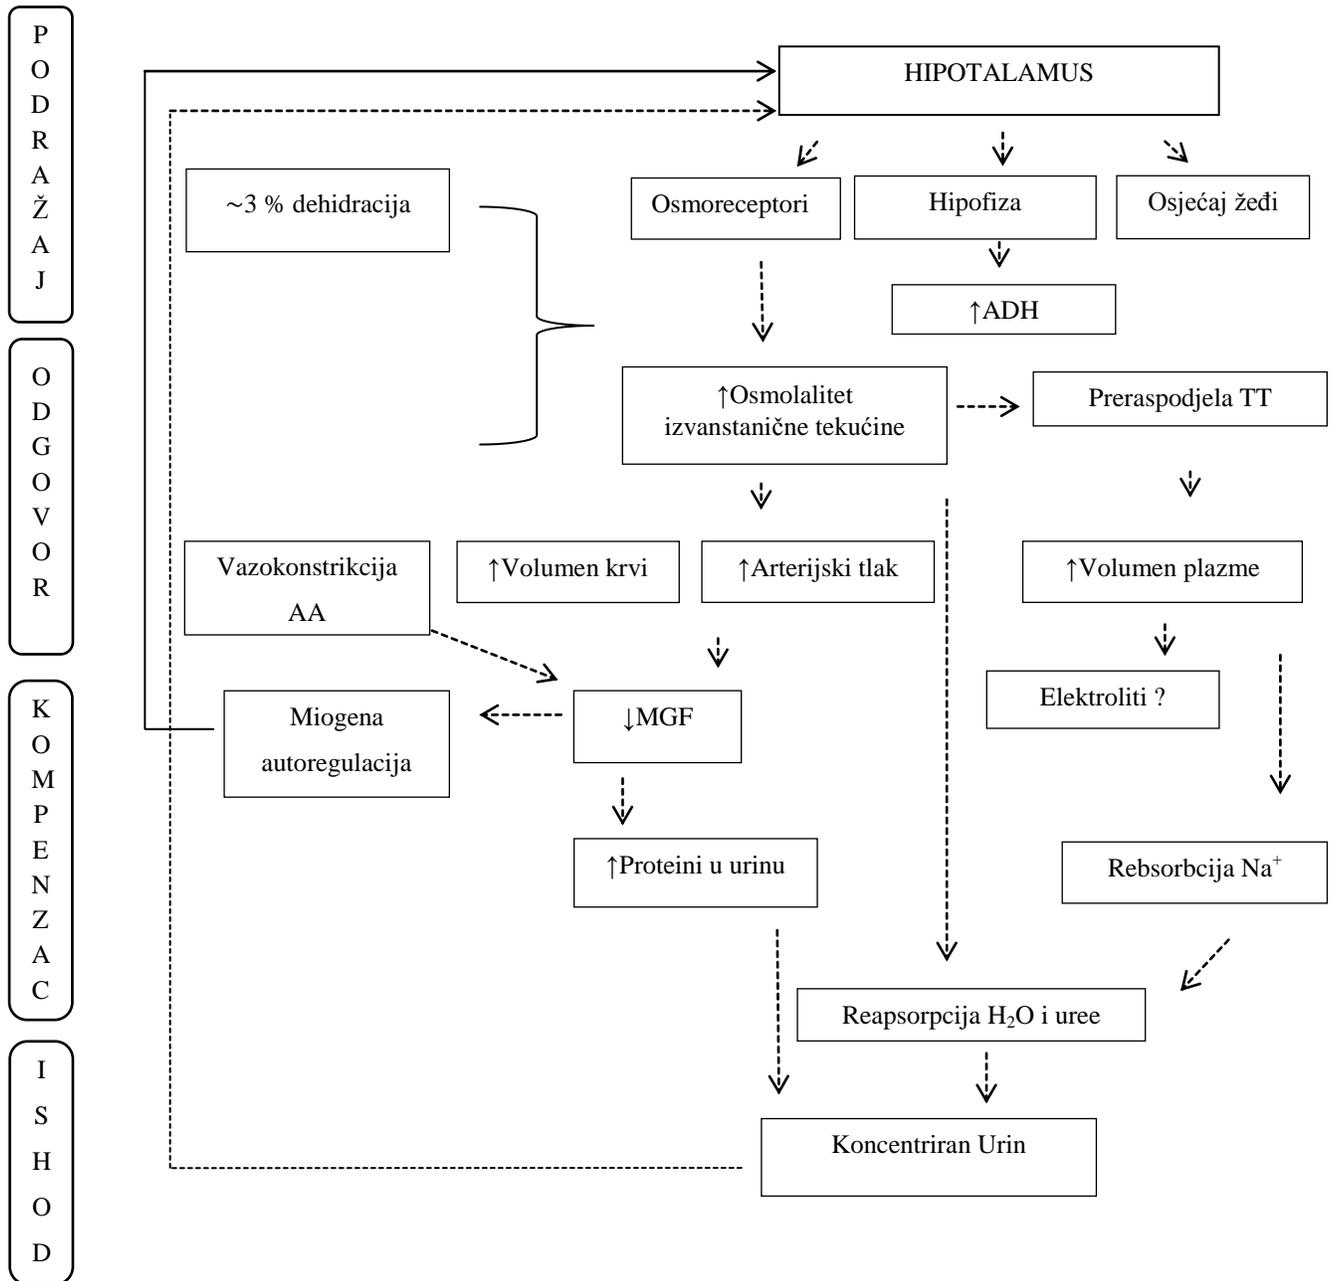 PODRAŽAJ
HIPOTALAMUS
~3 % dehidracija
Osmoreceptori
Hipofiza
Osjećaj žeđi
↑ADH
ODGOVOR
↑Osmolalitet
izvanstanične tekućine
Preraspodjela TT
Vazokonstrikcija
AA
↑Volumen krvi
↑Arterijski tlak
↑Volumen plazme
KOMPENZAC
Miogena
autoregulacija
↓MGF
Elektroliti ?
↑Proteini u urinu
Rebsorbcija Na⁺
Reapsorpcija H₂O i uree
ISHOD
Koncentriran Urin